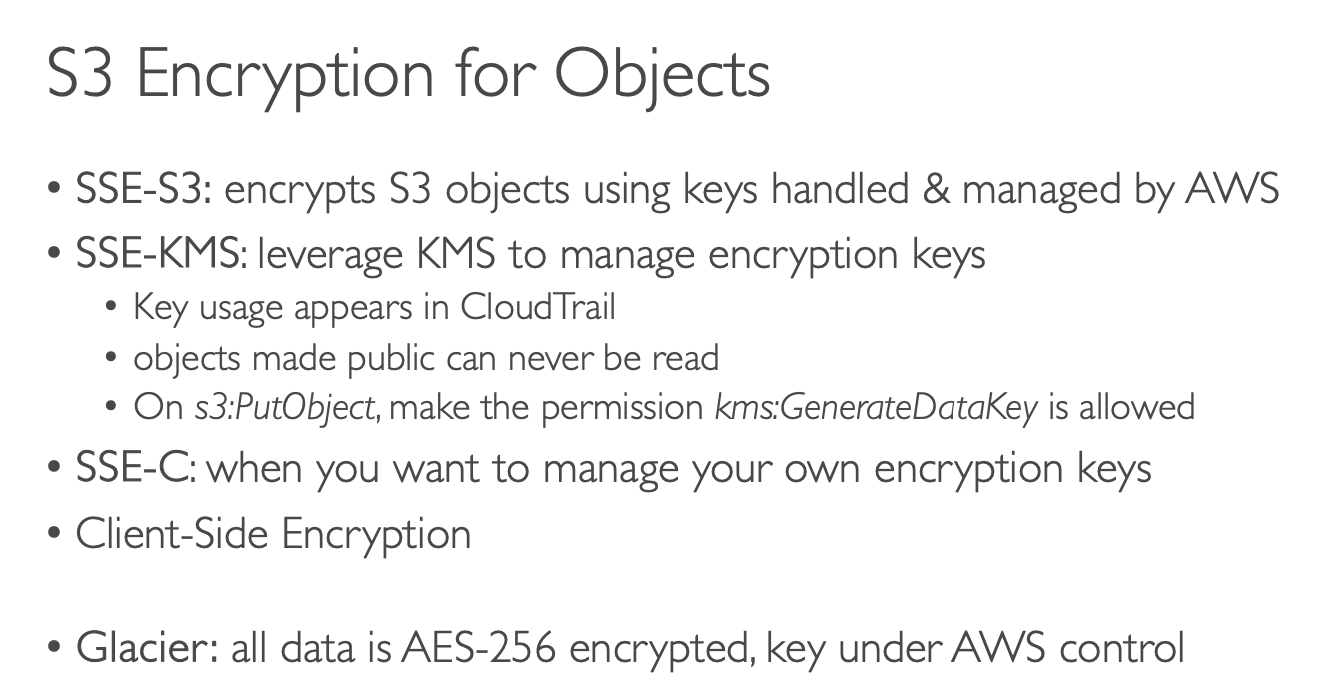 S3 Encryption for Objects
• SSE-S3: encrypts S3 objects using keys handled & managed by AWS
• SSE-KMS: leverage KMS to manage encryption keys
• Key usage appears in CloudTrail
• objects made public can never be read
• On s3:PutObject, make the permission kms:GenerateDataKey is allowed
• SSE-C: when you want to manage your own encryption keys
• Client-Side Encryption
• Glacier: all data is AES-256 encrypted, key under AWS control